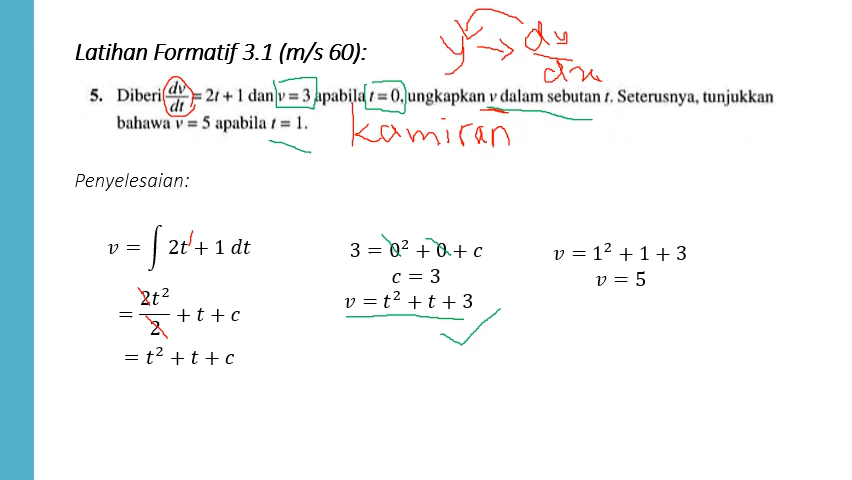 Latihan Formatif 3.1 (m/s 60):
y → dy/dx
5. Diberi dv/dt = 2t + 1 dan v = 3 apabila t = 0, ungkapkan v dalam sebutan t. Seterusnya, tunjukkan
bahawa v = 5 apabila t = 1.
kamiran
Penyelesaian:
v = ∫ 2t + 1 dt
= 2t²/2 + t + c
= t² + t + c
3 = 0² + 0 + c
c = 3
v = t² + t + 3
v = 1² + 1 + 3
v = 5